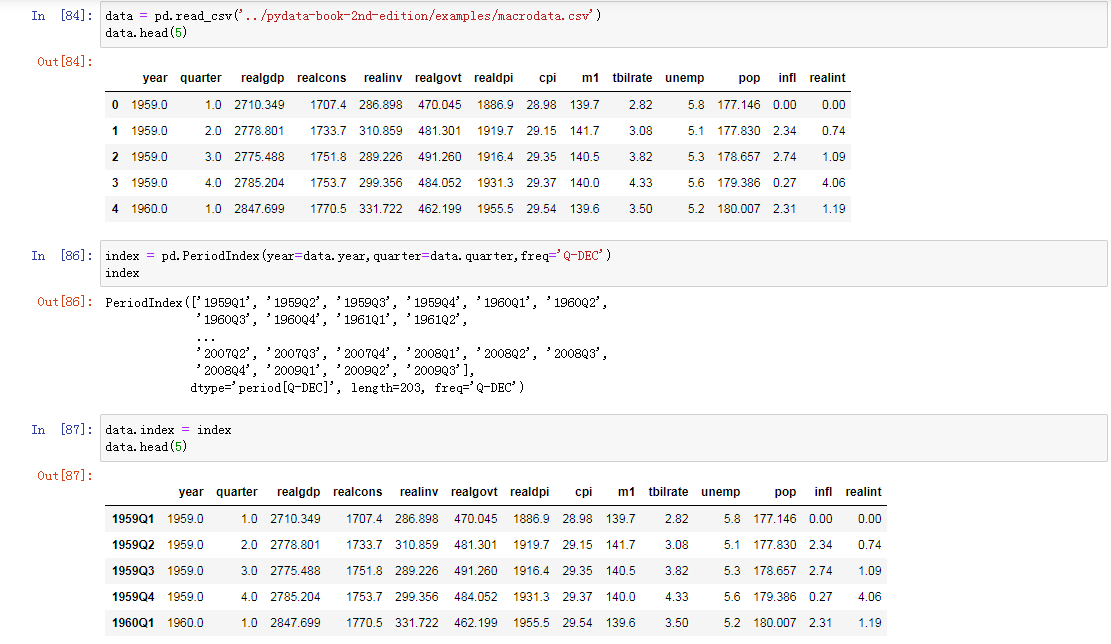 In [84]: data = pd.read_csv('../pydata-book-2nd-edition/examples/macrodata.csv')
data.head(5)
Out[84]:
year quarter realgdp realcons realinv realgovt realdpi cpi m1 tbilrate unemp pop infl realint
0 1959.0 1.0 2710.349 1707.4 286.898 470.045 1886.9 28.98 139.7 2.82 5.8 177.146 0.00 0.00
1 1959.0 2.0 2778.801 1733.7 310.859 481.301 1919.7 29.15 141.7 3.08 5.1 177.830 2.34 0.74
2 1959.0 3.0 2775.488 1751.8 289.226 491.260 1916.4 29.35 140.5 3.82 5.3 178.657 2.74 1.09
3 1959.0 4.0 2785.204 1753.7 299.356 484.052 1931.3 29.37 140.0 4.33 5.6 179.386 0.27 4.06
4 1960.0 1.0 2847.699 1770.5 331.722 462.199 1955.5 29.54 139.6 3.50 5.2 180.007 2.31 1.19
In [86]: index = pd.PeriodIndex(year=data.year,quarter=data.quarter,freq='Q-DEC')
index
Out[86]: PeriodIndex(['1959Q1', '1959Q2', '1959Q3', '1959Q4', '1960Q1', '1960Q2',
'1960Q3', '1960Q4', '1961Q1', '1961Q2',
...
'2007Q2', '2007Q3', '2007Q4', '2008Q1', '2008Q2', '2008Q3',
'2008Q4', '2009Q1', '2009Q2', '2009Q3'],
dtype='period[Q-DEC]', length=203, freq='Q-DEC')
In [87]: data.index = index
data.head(5)
Out[87]:
year quarter realgdp realcons realinv realgovt realdpi cpi m1 tbilrate unemp pop infl realint
1959Q1 1959.0 1.0 2710.349 1707.4 286.898 470.045 1886.9 28.98 139.7 2.82 5.8 177.146 0.00 0.00
1959Q2 1959.0 2.0 2778.801 1733.7 310.859 481.301 1919.7 29.15 141.7 3.08 5.1 177.830 2.34 0.74
1959Q3 1959.0 3.0 2775.488 1751.8 289.226 491.260 1916.4 29.35 140.5 3.82 5.3 178.657 2.74 1.09
1959Q4 1959.0 4.0 2785.204 1753.7 299.356 484.052 1931.3 29.37 140.0 4.33 5.6 179.386 0.27 4.06
1960Q1 1960.0 1.0 2847.699 1770.5 331.722 462.199 1955.5 29.54 139.6 3.50 5.2 180.007 2.31 1.19